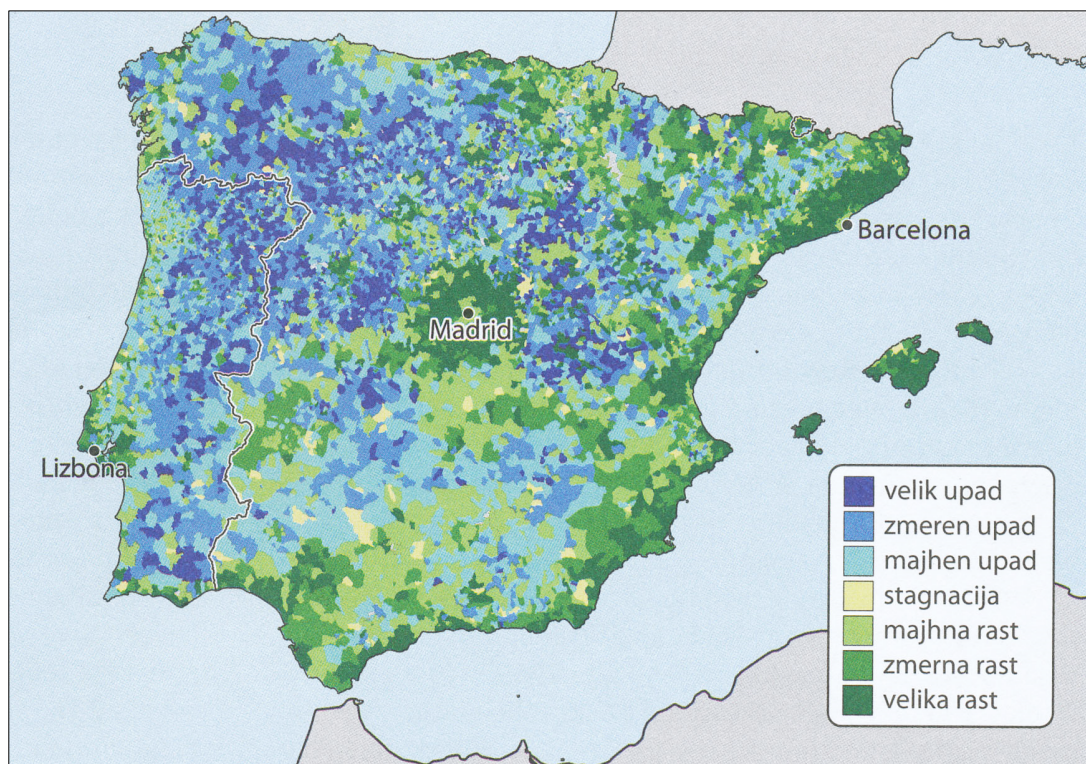 Barcelona
Madrid
Lizbona
velik upad
zmeren upad
majhen upad
stagnacija
majhna rast
zmerna rast
velika rast